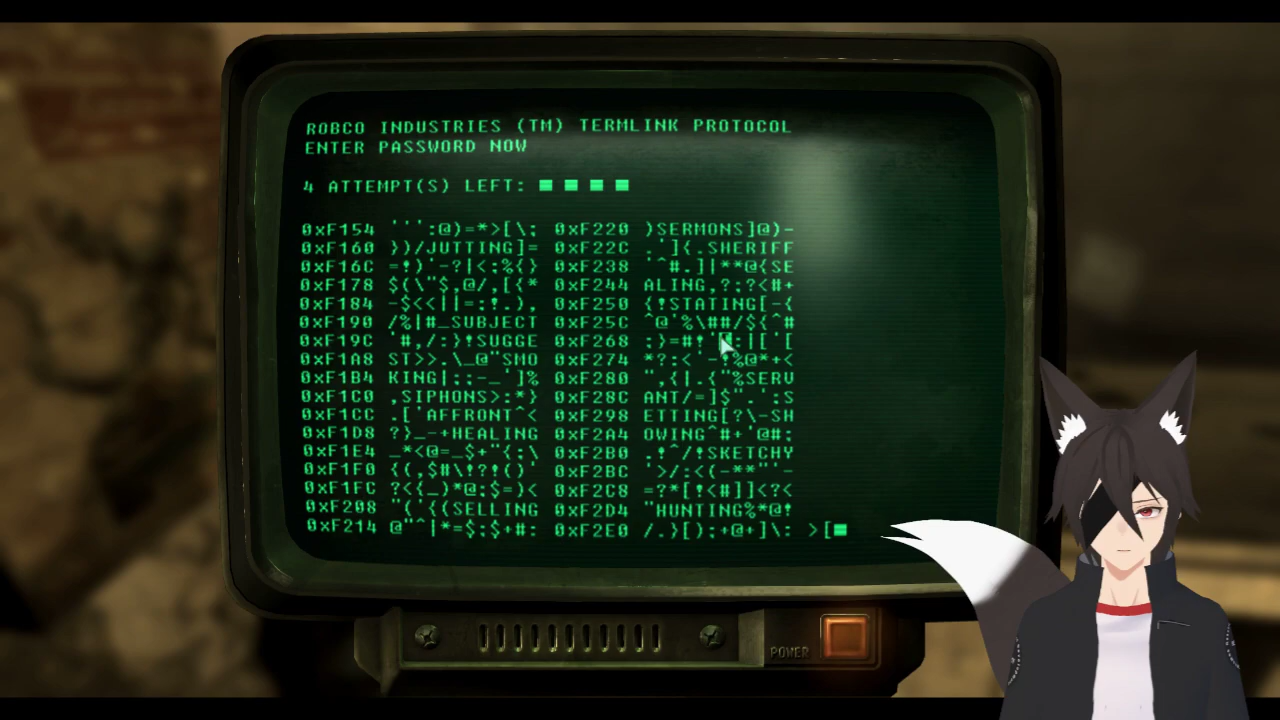 ROBCO INDUSTRIES (TM) TERMLINK PROTOCOL
ENTER PASSWORD NOW
4 ATTEMPT(S) LEFT: ■ ■ ■ ■
0xF154 ''':@)=*>[\; 0xF220 )SERMONS]@)-
0xF160 })/JUTTING]= 0xF22C .']{.SHERIFF
0xF16C =!)'-?|<:%{} 0xF238 '^#.]|**@{SE
0xF178 $(\"$,@/,[{* 0xF244 ALING,?;?<#+
0xF184 -$<<||=:!.), 0xF250 {!STATING[-{
0xF190 /%|#_SUBJECT 0xF25C ^@'%\##/${^#
0xF19C '#,/:}!SUGGE 0xF268 :}=#!'
0xF1A8 ST>>.\_@"SMO 0xF274 *?:<'-!%@*+<
0xF1B4 KING|;:-_']% 0xF280 ",{|.{"%SERV
0xF1C0 ,SIPHONS>:*} 0xF28C ANT/=]$".':S
0xF1CC .['AFFRONT^< 0xF298 ETTING[?\-SH
0xF1D8 ?}_-+HEALING 0xF2A4 OWING^#+'@#;
0xF1E4 _*<@=_$+"{:\ 0xF2B0 .!^/!SKETCHY
0xF1F0 {(,$#\!?!()' 0xF2BC '>/:<(-**"'-
0xF1FC ?<{_)*@;$=)< 0xF2C8 =?*[!<#]]<?<
0xF208 "('{(SELLING 0xF2D4 "HUNTING%*@!
0xF214 @"^|*=$;$+#: 0xF2E0 /.}[);+@+]\: >[■
POWER